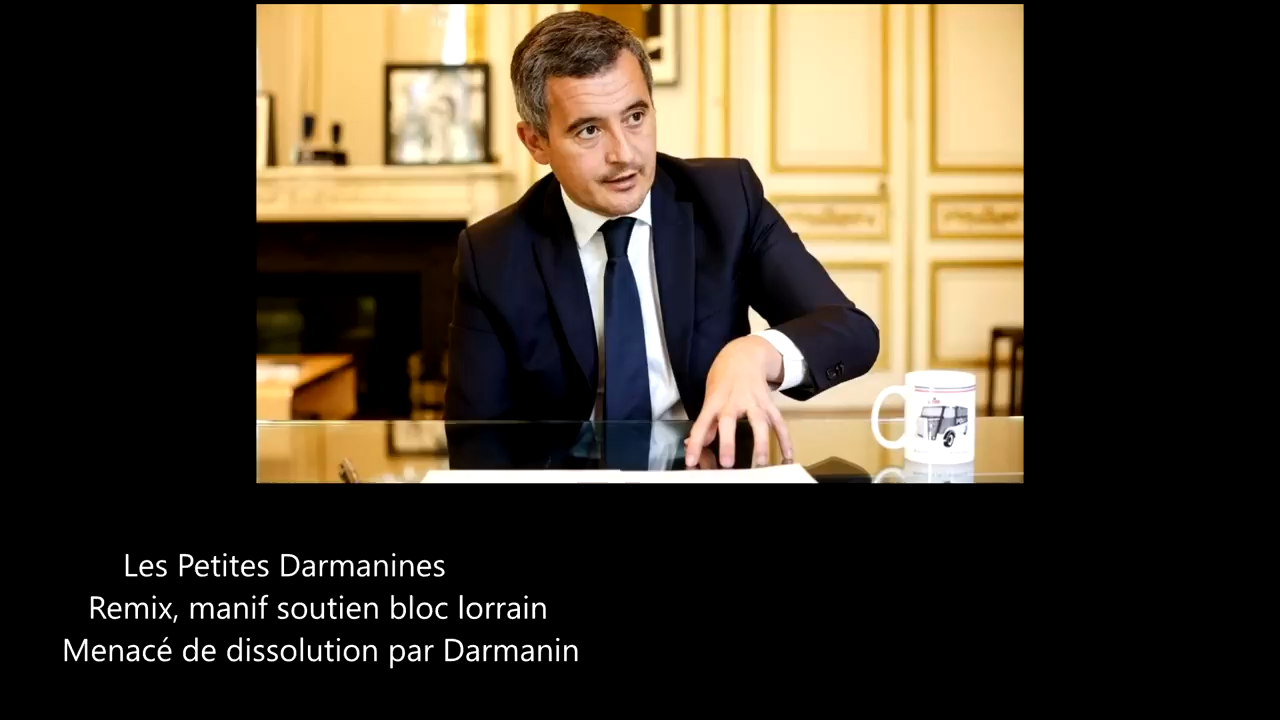 Les Petites Darmanines
Remix, manif soutien bloc lorrain
Menacé de dissolution par Darmanin